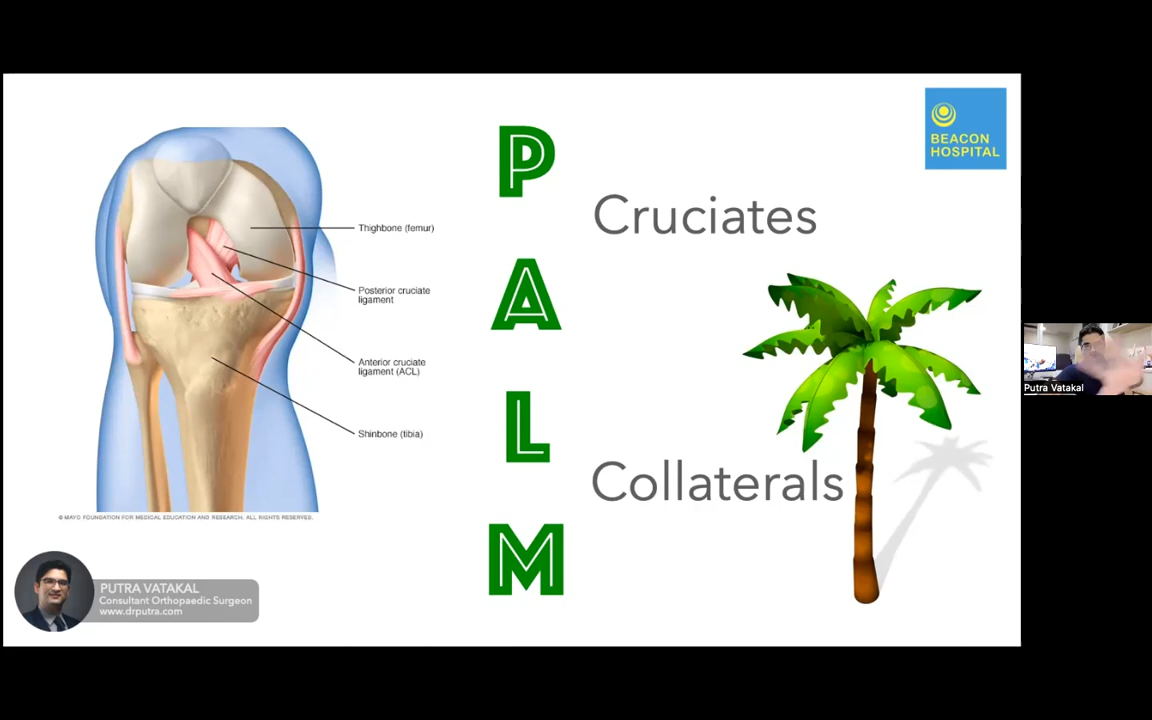 BEACON
HOSPITAL
P
A
L
M
Cruciates
Collaterals
Thighbone (femur)
Posterior cruciate
ligament
Anterior cruciate
ligament (ACL)
Shinbone (tibia)
© MAYO FOUNDATION FOR MEDICAL EDUCATION AND RESEARCH. ALL RIGHTS RESERVED.
PUTRA VATAKAL
Consultant Orthopaedic Surgeon
www.drputra.com
Putra Vatakal